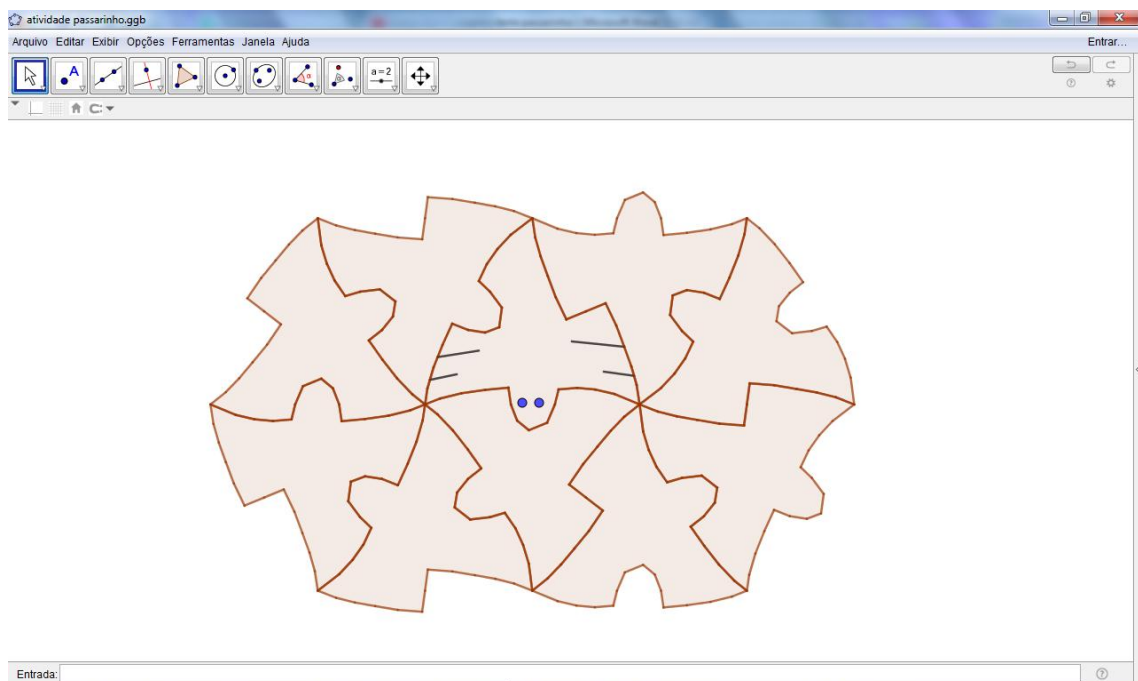 atividade passarinho.ggb
Arquivo Editar Exibir Opções Ferramentas Janela Ajuda
Entrar...
A
α
a=2
Entrada: